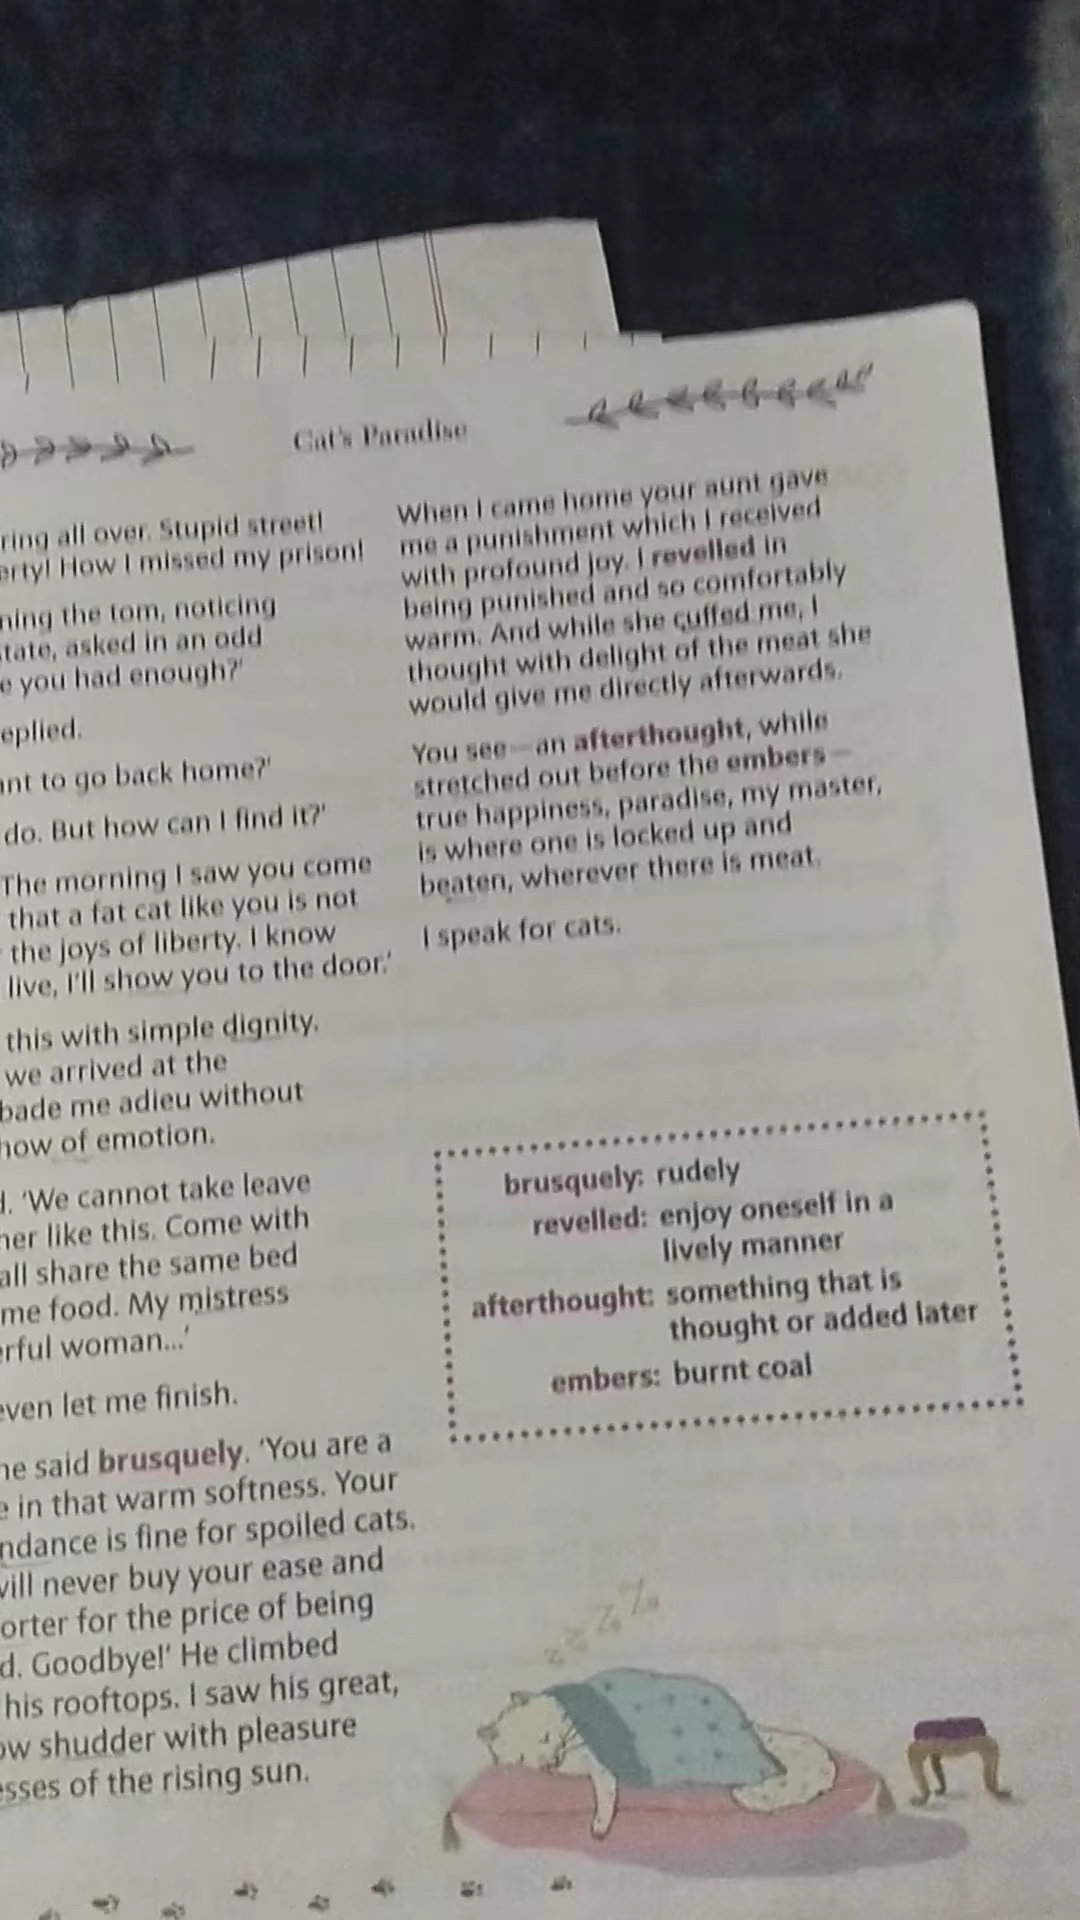 Cat's Paradise
ring all over. Stupid street!
erty! How I missed my prison!
ning the tom, noticing
tate, asked in an odd
e you had enough?'
eplied.
ant to go back home?'
do. But how can I find it?'
The morning I saw you come
that a fat cat like you is not
the joys of liberty. I know
live, I'll show you to the door.'
this with simple dignity.
we arrived at the
bade me adieu without
how of emotion.
d. 'We cannot take leave
her like this. Come with
all share the same bed
me food. My mistress
erful woman...'
even let me finish.
he said brusquely. 'You are a
e in that warm softness. Your
ndance is fine for spoiled cats.
will never buy your ease and
orter for the price of being
d. Goodbye!' He climbed
his rooftops. I saw his great,
ow shudder with pleasure
esses of the rising sun.
When I came home your aunt gave
me a punishment which I received
with profound joy. I revelled in
being punished and so comfortably
warm. And while she cuffed me, I
thought with delight of the meat she
would give me directly afterwards.
You see—an afterthought, while
stretched out before the embers—
true happiness, paradise, my master,
is where one is locked up and
beaten, wherever there is meat.
I speak for cats.
brusquely: rudely
revelled: enjoy oneself in a
lively manner
afterthought: something that is
thought or added later
embers: burnt coal
z z z z